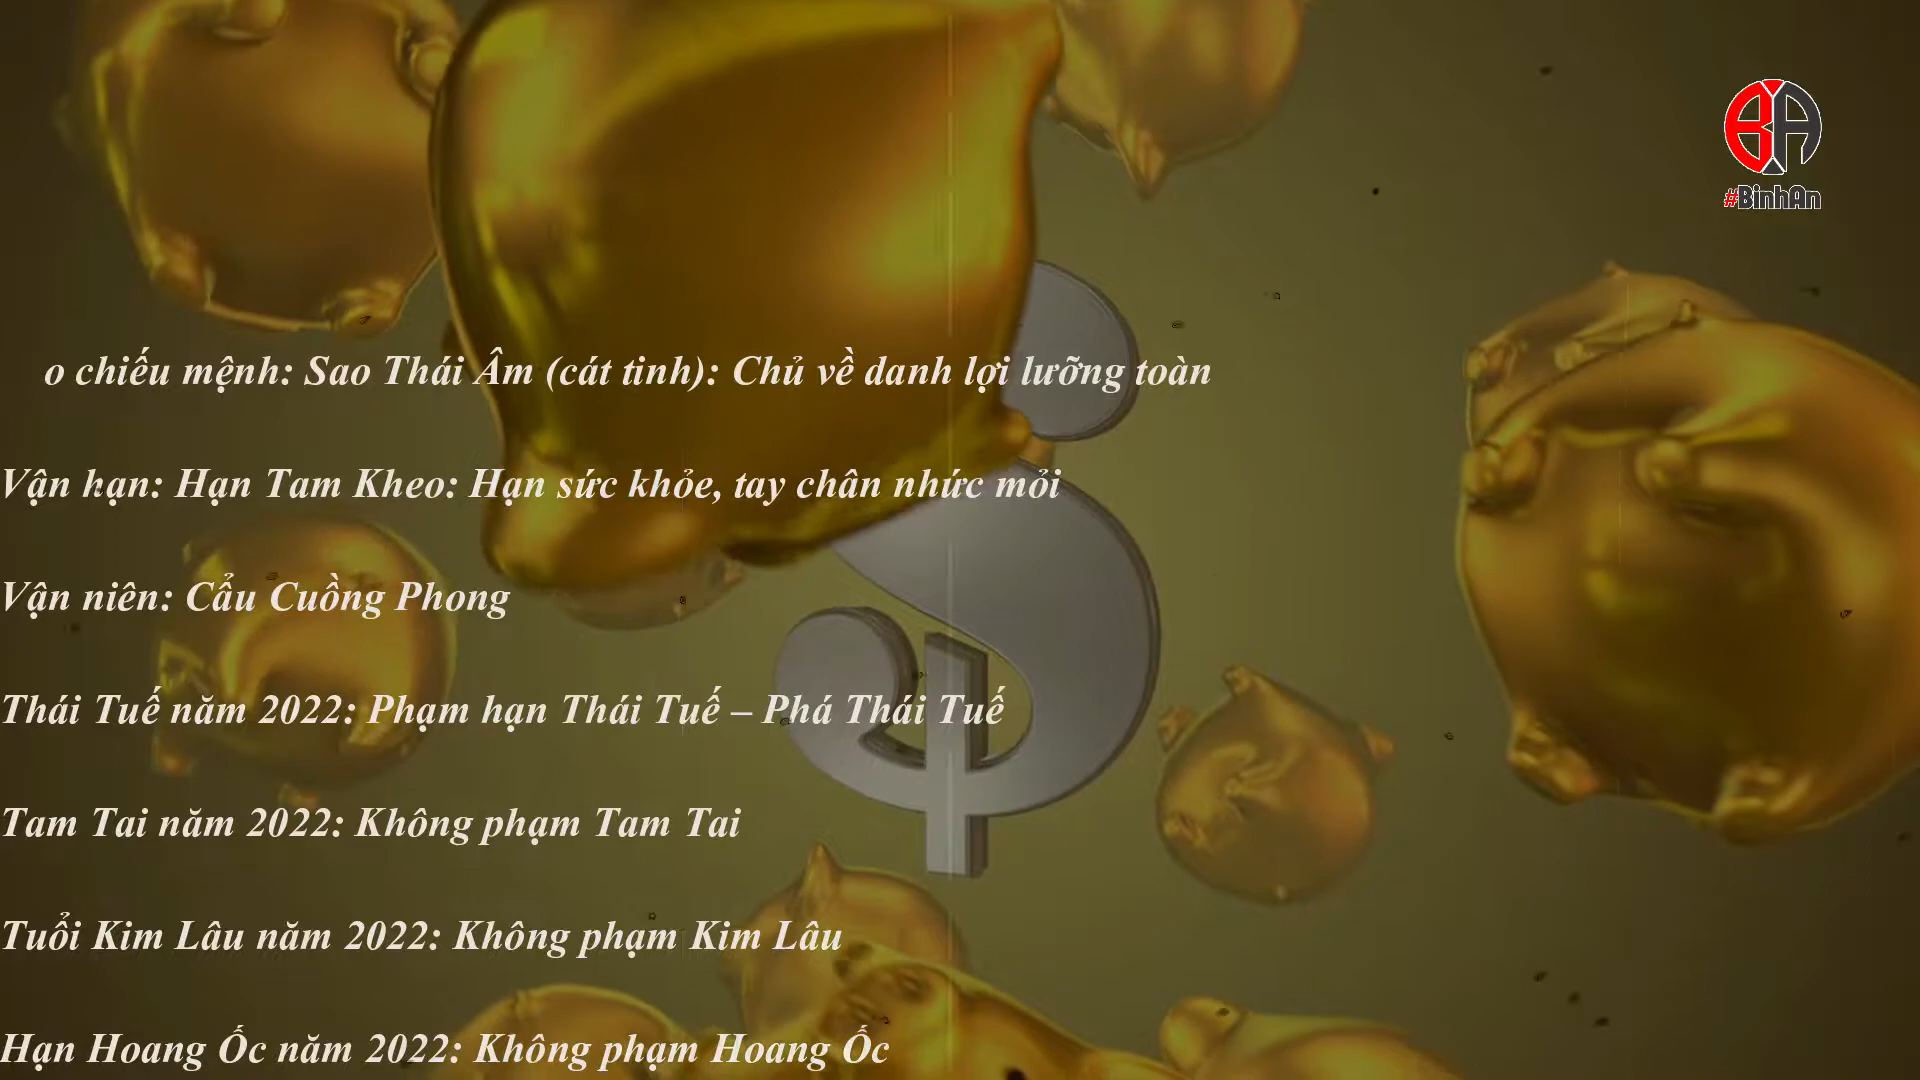 #BinhAn
o chiếu mệnh: Sao Thái Âm (cát tinh): Chủ về danh lợi lưỡng toàn
Vận hạn: Hạn Tam Kheo: Hạn sức khỏe, tay chân nhức mỏi
Vận niên: Cẩu Cuồng Phong
Thái Tuế năm 2022: Phạm hạn Thái Tuế – Phá Thái Tuế
Tam Tai năm 2022: Không phạm Tam Tai
Tuổi Kim Lâu năm 2022: Không phạm Kim Lâu
Hạn Hoang Ốc năm 2022: Không phạm Hoang Ốc